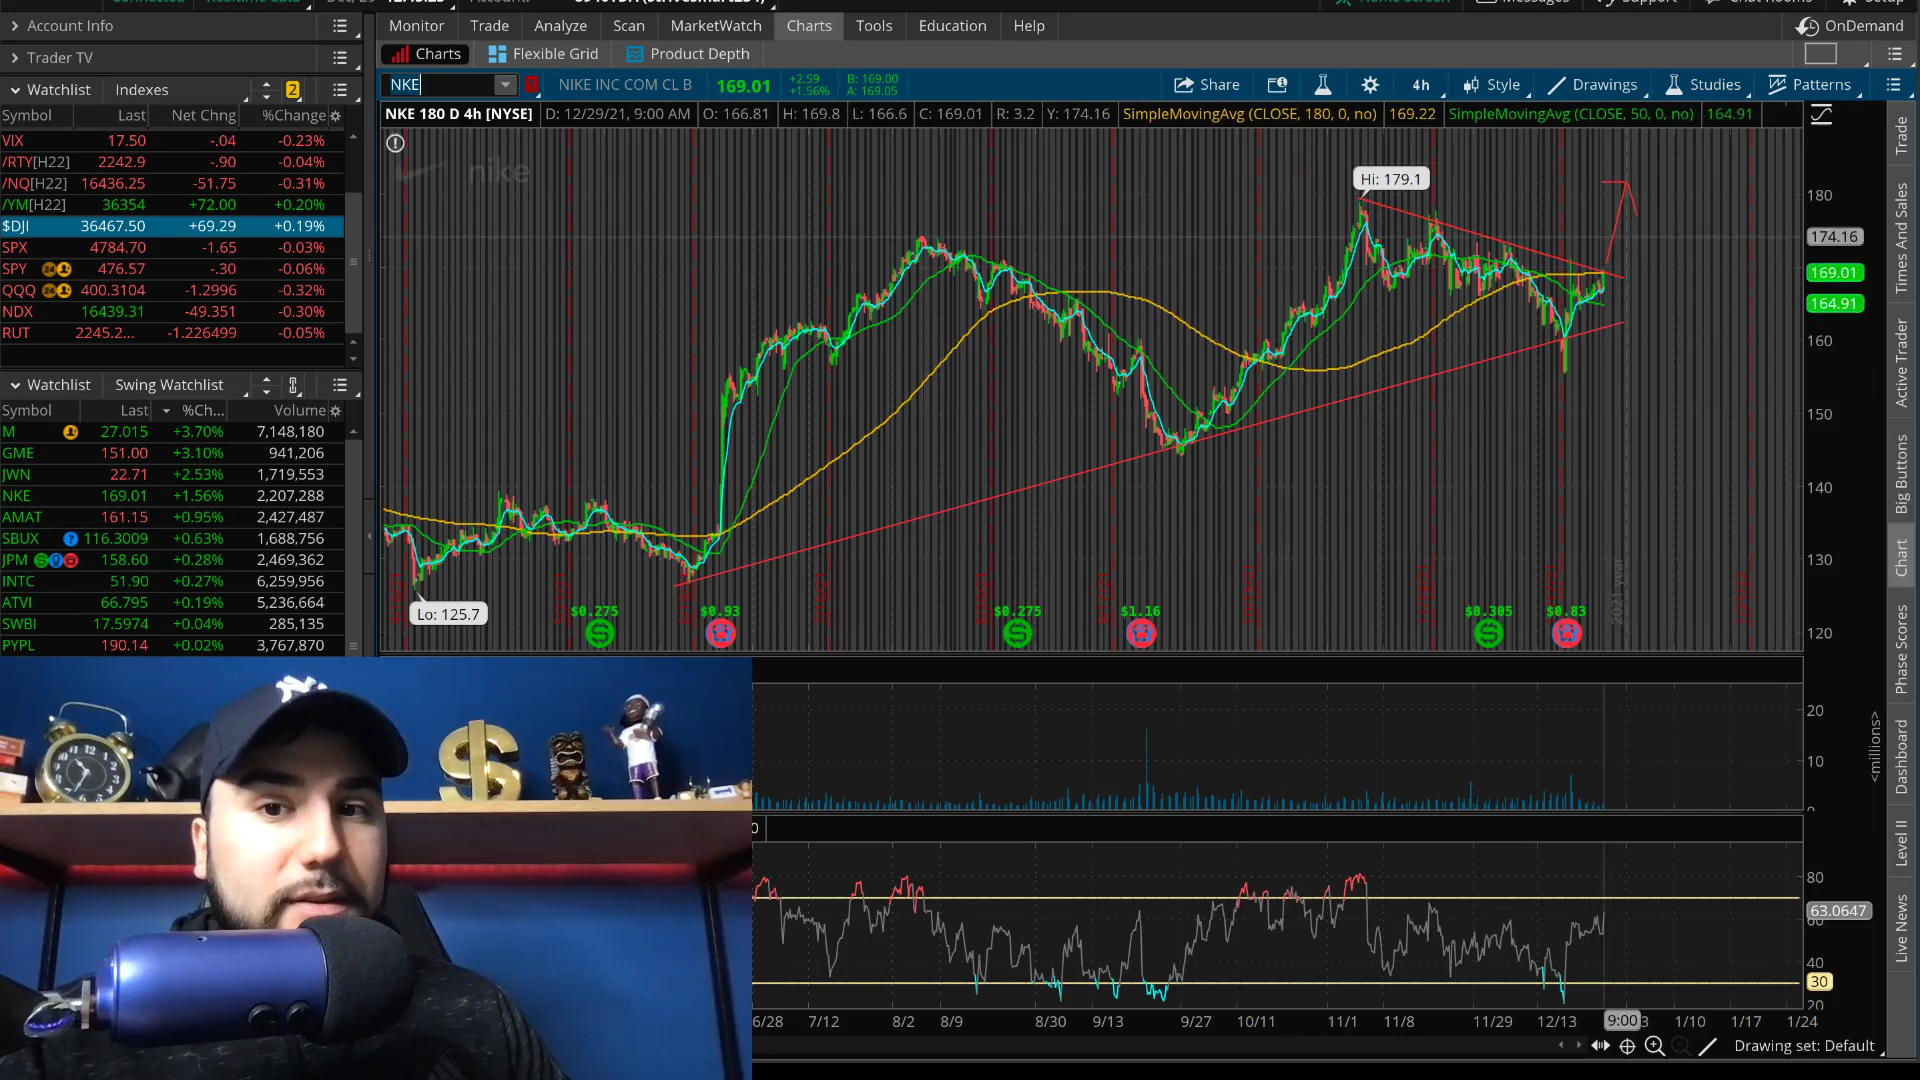 Account Info
Trader TV
Monitor Trade Analyze Scan MarketWatch Charts Tools Education Help
OnDemand
Charts Flexible Grid Product Depth
Watchlist Indexes 2
Symbol Last Net Chng %Change
VIX 17.50 -.04 -0.23%
/RTY[H22] 2242.9 -.90 -0.04%
/NQ[H22] 16436.25 -51.75 -0.31%
/YM[H22] 36354 +72.00 +0.20%
$DJI 36467.50 +69.29 +0.19%
SPX 4784.70 -1.65 -0.03%
SPY 476.57 -.30 -0.06%
QQQ 400.3104 -1.2996 -0.32%
NDX 16439.31 -49.351 -0.30%
RUT 2245.2... -1.226499 -0.05%
Watchlist Swing Watchlist
Symbol Last %Ch... Volume
M 27.015 +3.70% 7,148,180
GME 151.00 +3.10% 941,206
JWN 22.71 +2.53% 1,719,553
NKE 169.01 +1.56% 2,207,288
AMAT 161.15 +0.95% 2,427,487
SBUX 116.3009 +0.63% 1,688,756
JPM 158.60 +0.28% 2,469,362
INTC 51.90 +0.27% 6,259,956
ATVI 66.795 +0.19% 5,236,664
SWBI 17.5974 +0.04% 285,135
PYPL 190.14 +0.02% 3,767,870
NKE NIKE INC COM CL B 169.01 +2.59 B: 169.00
+1.56% A: 169.05
Share 4h Style Drawings Studies Patterns
NKE 180 D 4h [NYSE] D: 12/29/21, 9:00 AM O: 166.81 H: 169.8 L: 166.6 C: 169.01 R: 3.2 Y: 174.16 SimpleMovingAvg (CLOSE, 180, 0, no) 169.22 SimpleMovingAvg (CLOSE, 50, 0, no) 164.91
nike
Hi: 179.1
Lo: 125.7
180
174.16
169.01
164.91
160
150
140
130
120
$0.275 $0.93 $0.275 $1.16 $0.305 $0.83
2021 year
20
10
<millions>
80
63.0647
40
30
20
6/28 7/12 8/2 8/9 8/30 9/13 9/27 10/11 11/1 11/8 11/29 12/13 9:00 1/10 1/17 1/24
Drawing set: Default
Trade
Times And Sales
Active Trader
Big Buttons
Chart
Phase Scores
Dashboard
Level II
Live News